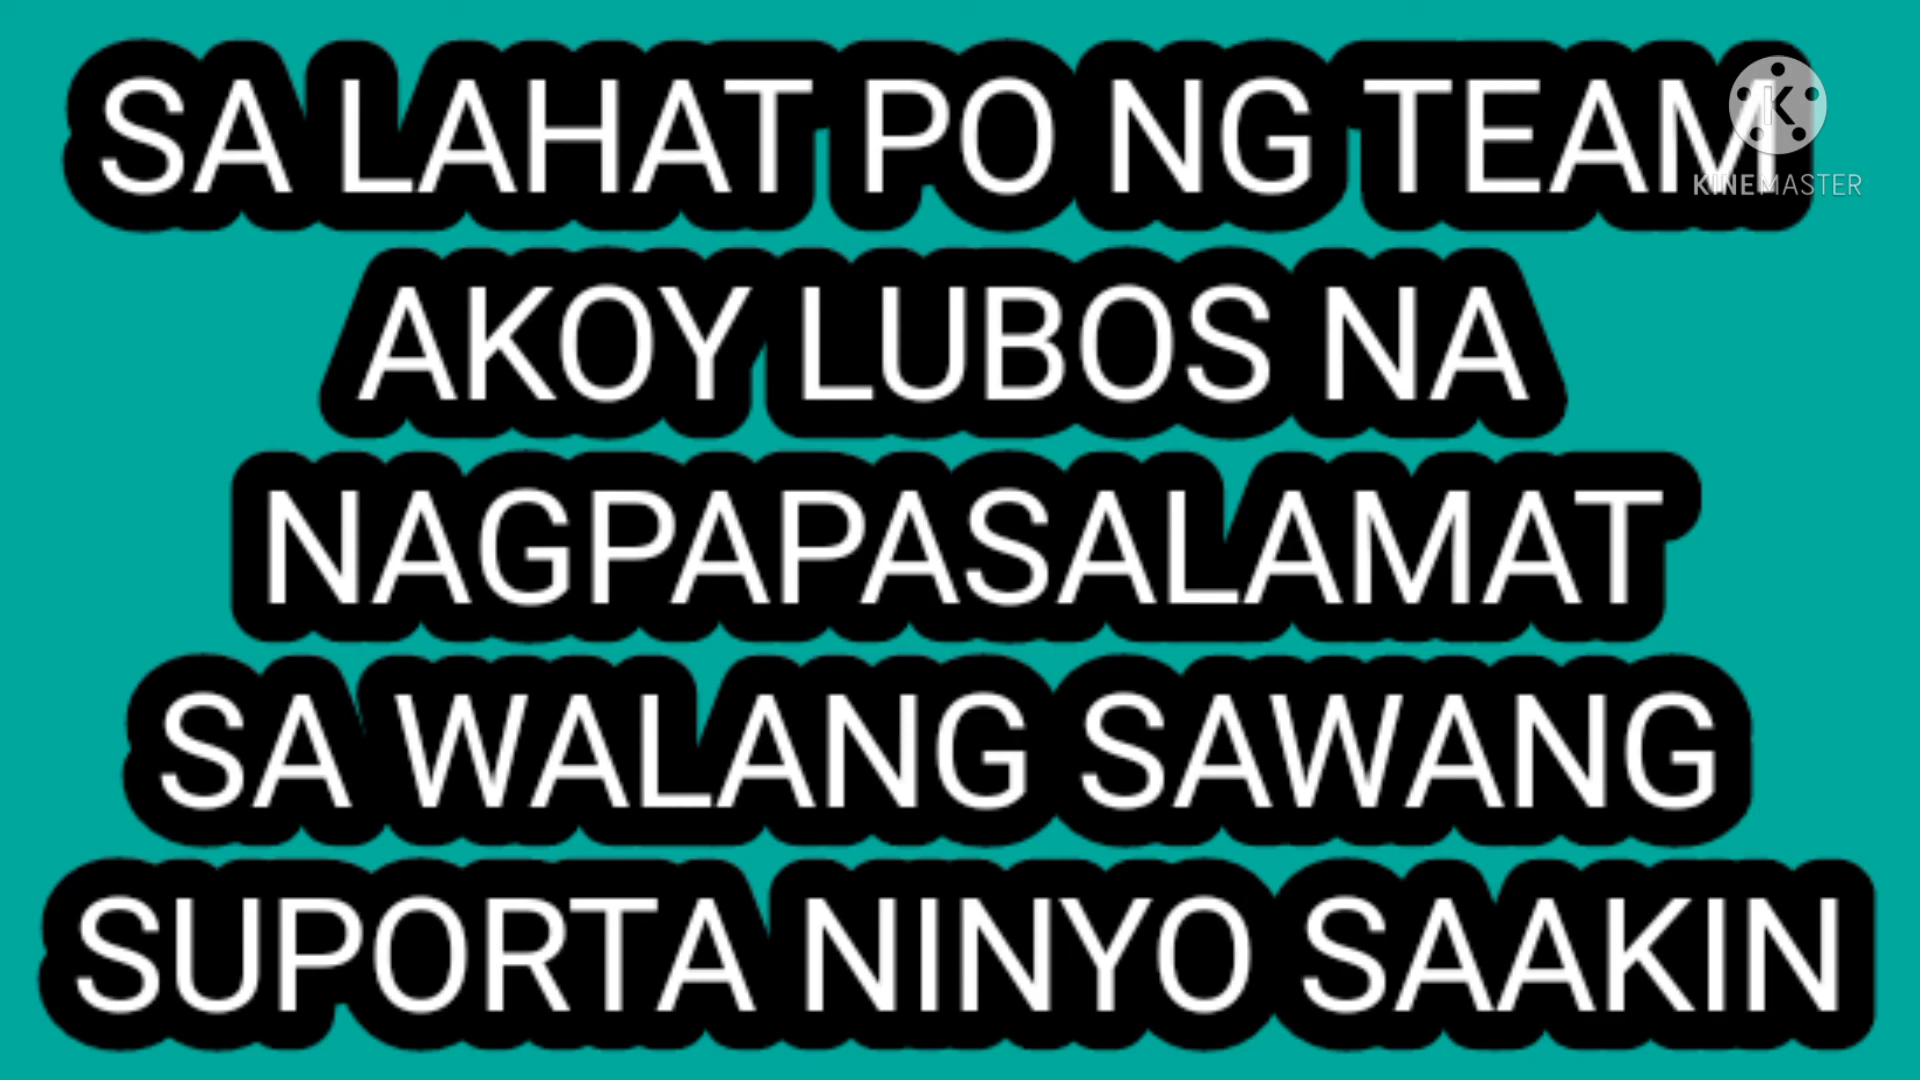 SA LAHAT PO NG TEAM
KINEMASTER
AKOY LUBOS NA
NAGPAPASALAMAT
SA WALANG SAWANG
SUPORTA NINYO SAAKIN